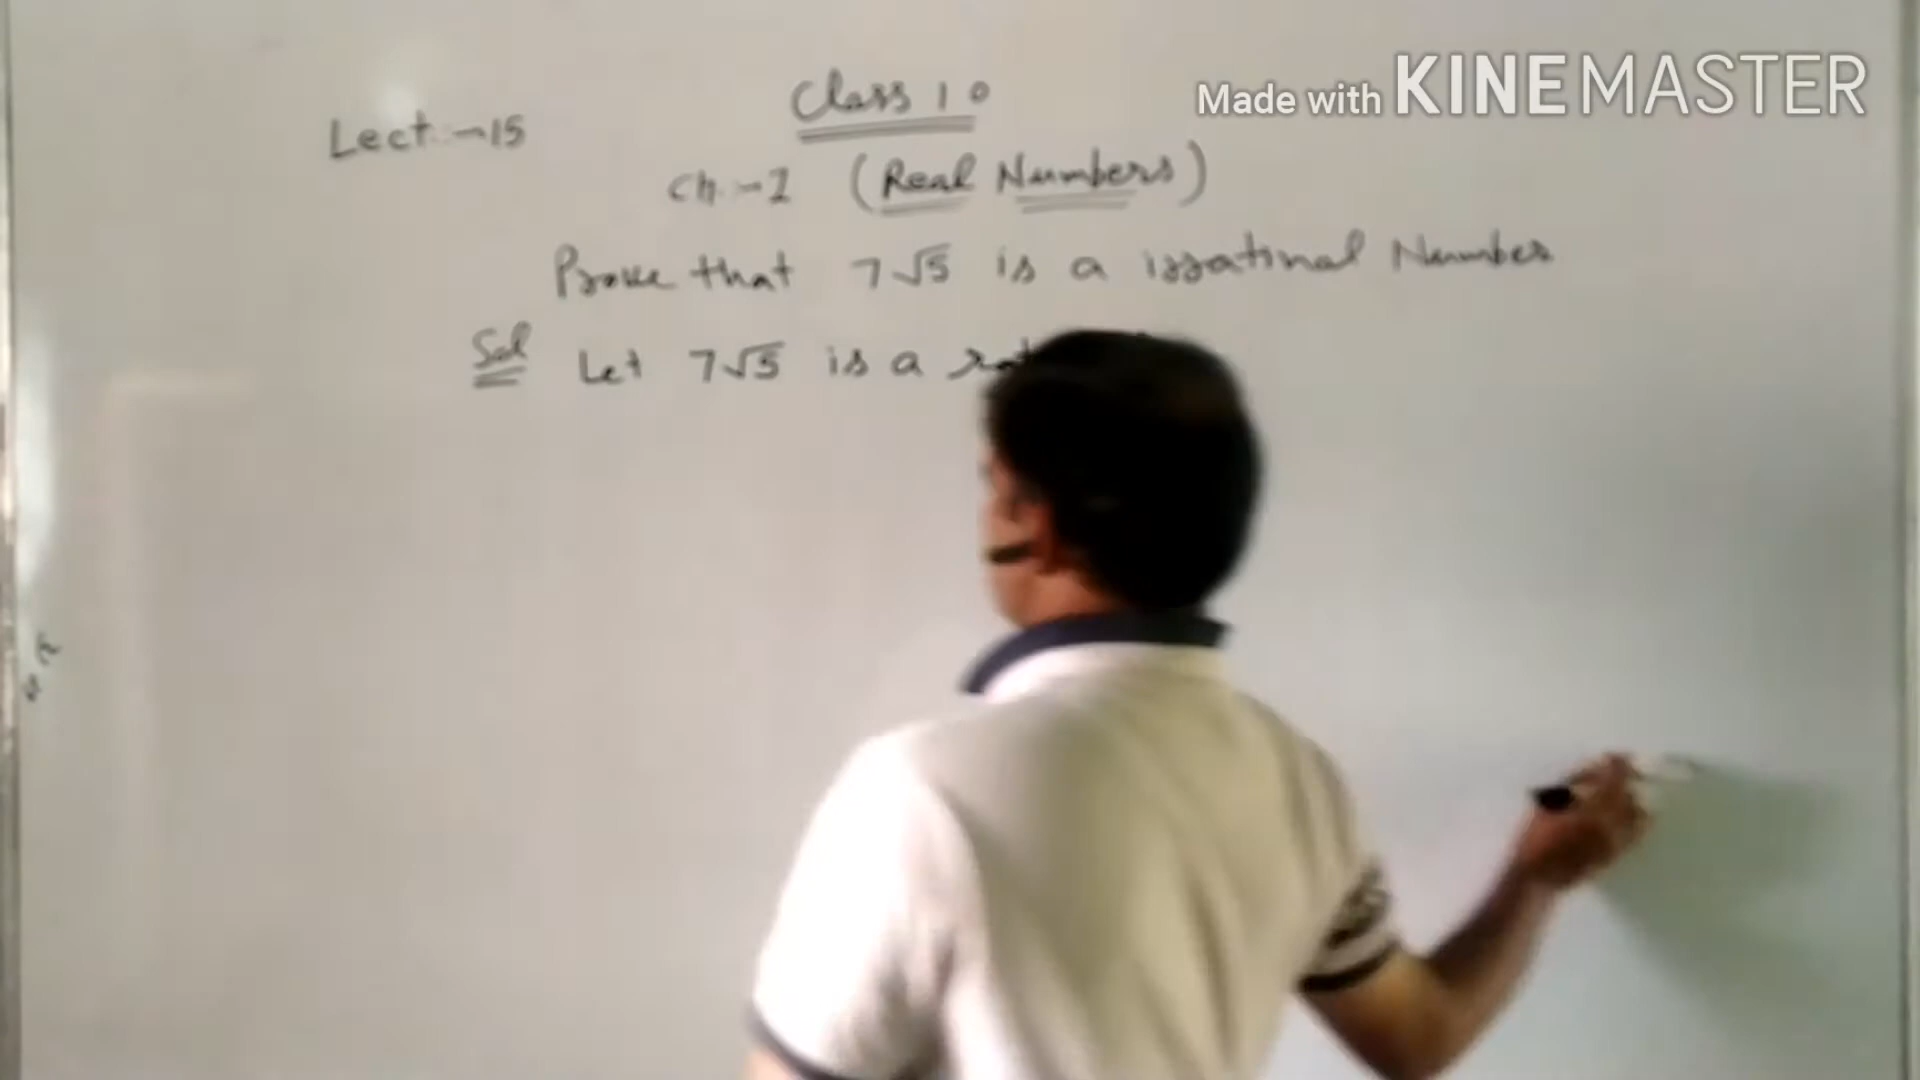 Made with KINEMASTER
Class 10
Lect :- 15
Ch :- 1 (Real Numbers)
Prove that 7√5 is a irratinal Number
Sol Let 7√5 is a